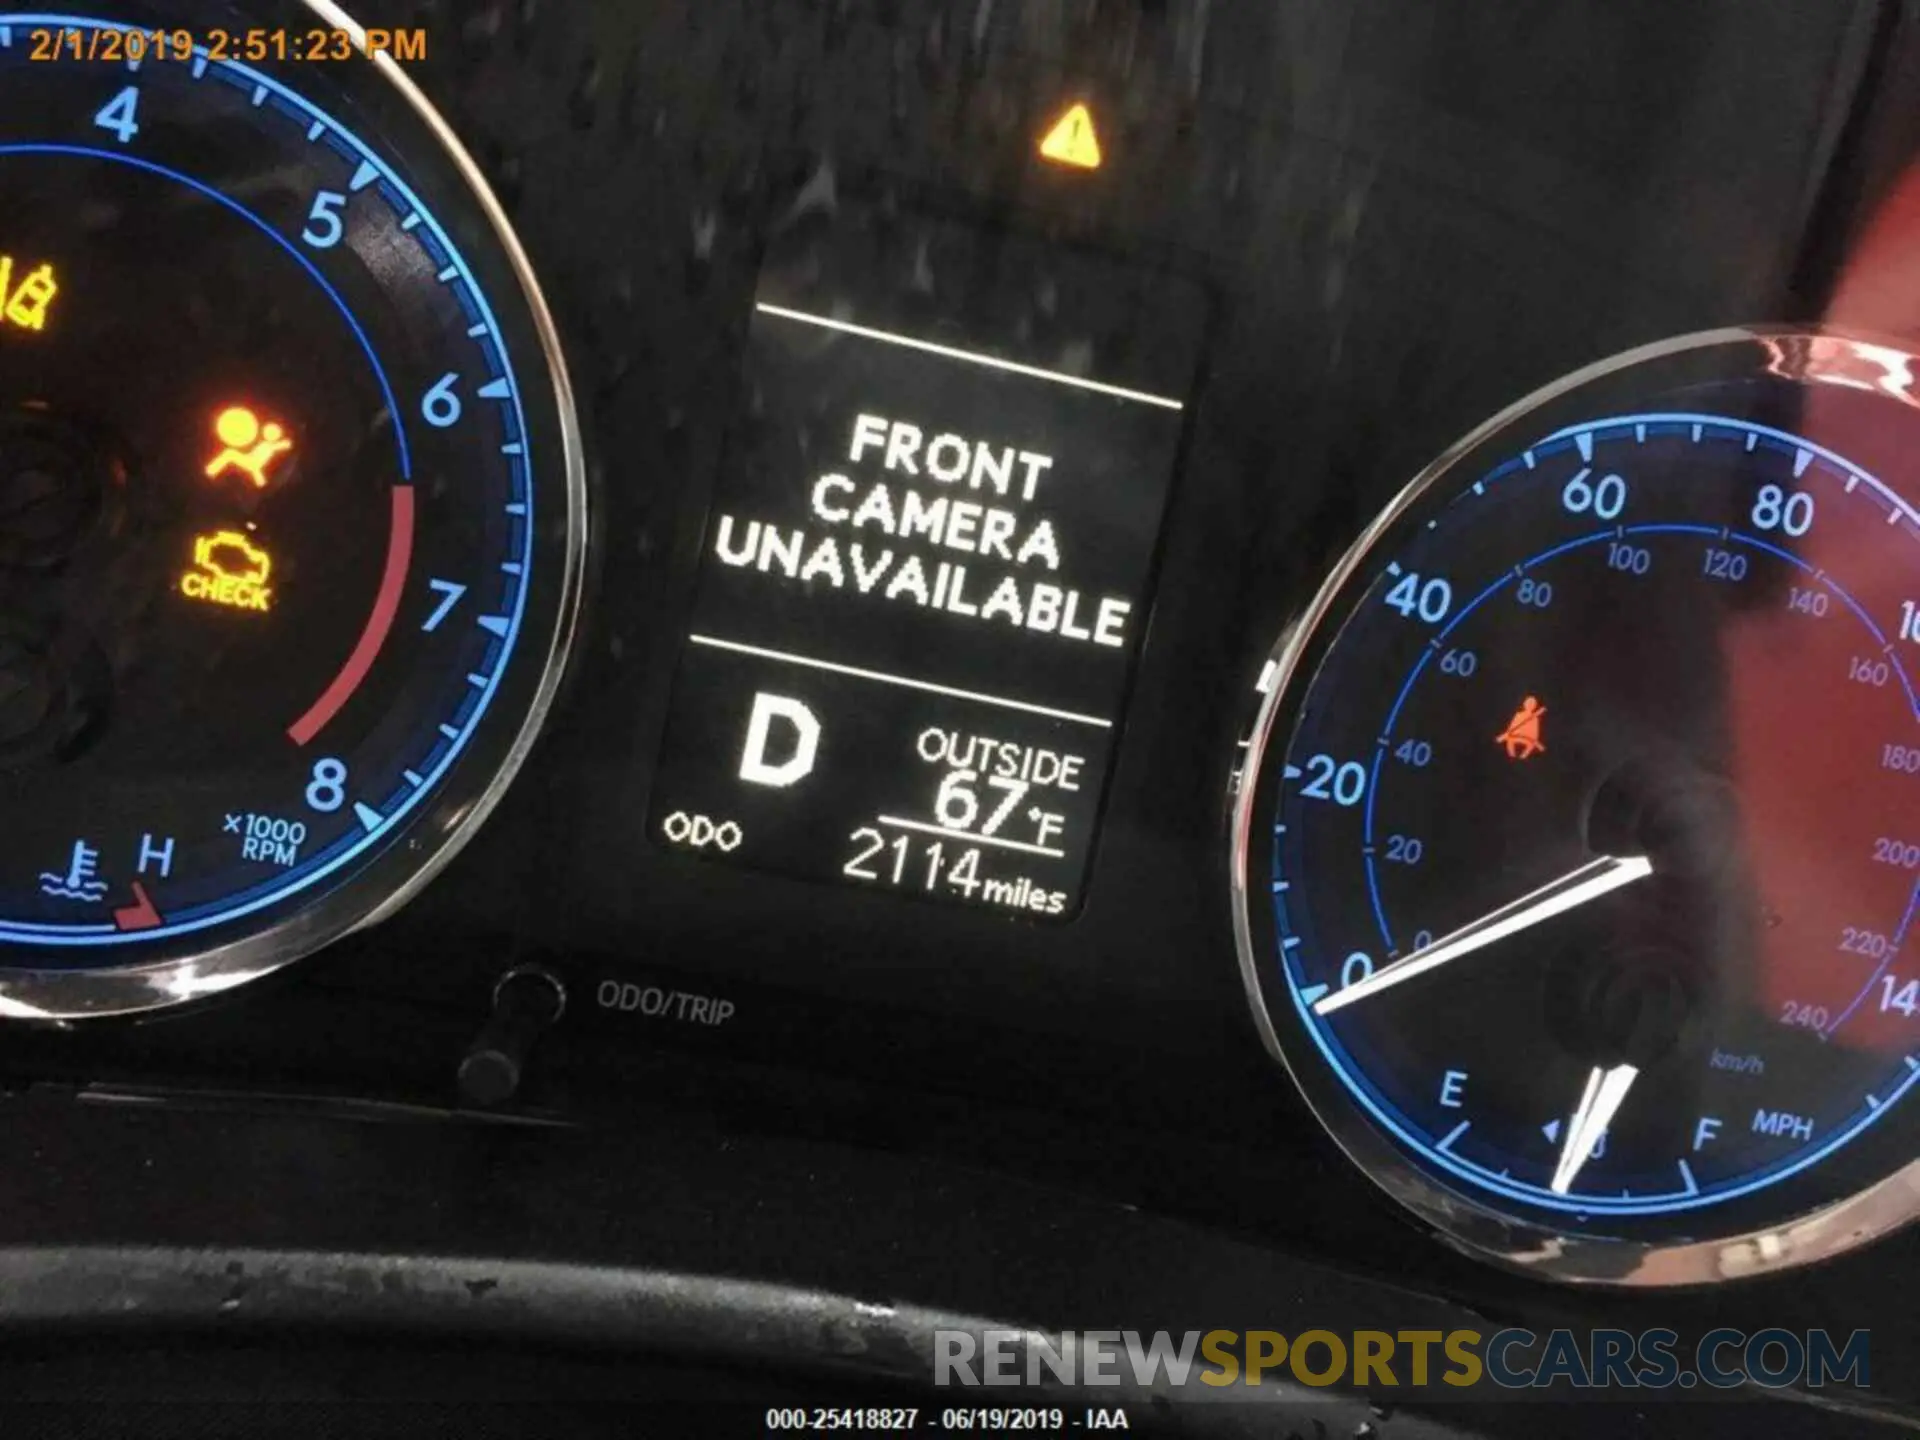 2/1/2019 2:51:23 PM
4
5
6
7
8
x1000
RPM
H
CHECK
FRONT
CAMERA
UNAVAILABLE
D
OUTSIDE
67°F
ODO
2114 miles
ODO/TRIP
0
20
40
60
80
0
20
40
60
80
100
120
140
160
180
200
220
240
km/h
MPH
E
F
RENEWSPORTSCARS.COM
000-25418827 - 06/19/2019 - IAA